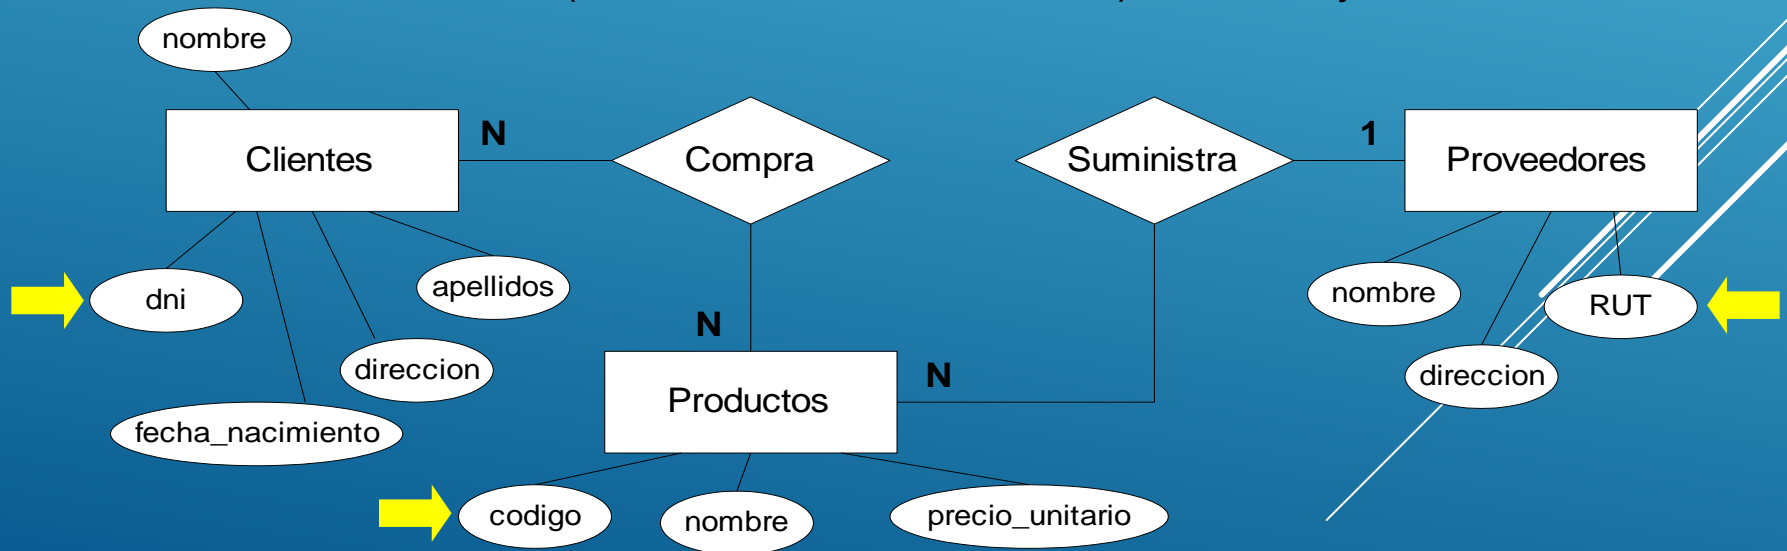 nombre
Clientes
N
Compra
Suministra
1
Proveedores
dni
apellidos
direccion
fecha_nacimiento
N
Productos
N
nombre
RUT
direccion
codigo
nombre
precio_unitario